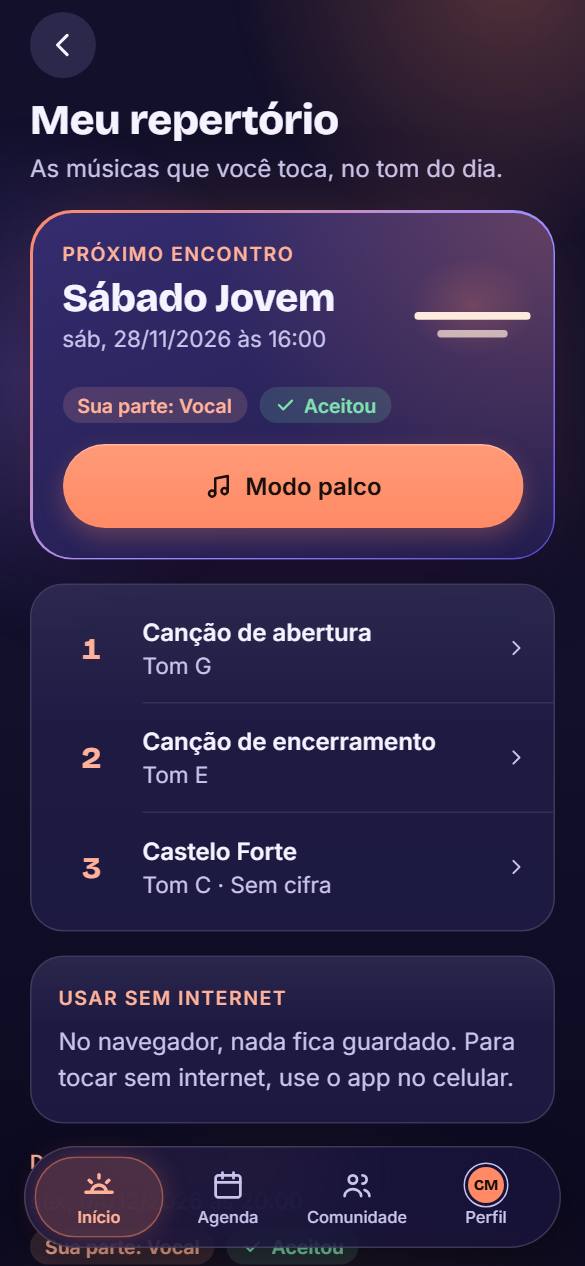 Meu repertório
As músicas que você toca, no tom do dia.
PRÓXIMO ENCONTRO
Sábado Jovem
sáb, 28/11/2026 às 16:00
Sua parte: Vocal
Aceitou
Modo palco
1
Canção de abertura
Tom G
2
Canção de encerramento
Tom E
3
Castelo Forte
Tom C · Sem cifra
USAR SEM INTERNET
No navegador, nada fica guardado. Para
tocar sem internet, use o app no celular.
Início
Agenda
Comunidade
CM
Perfil
Sua parte: Vocal
Aceitou